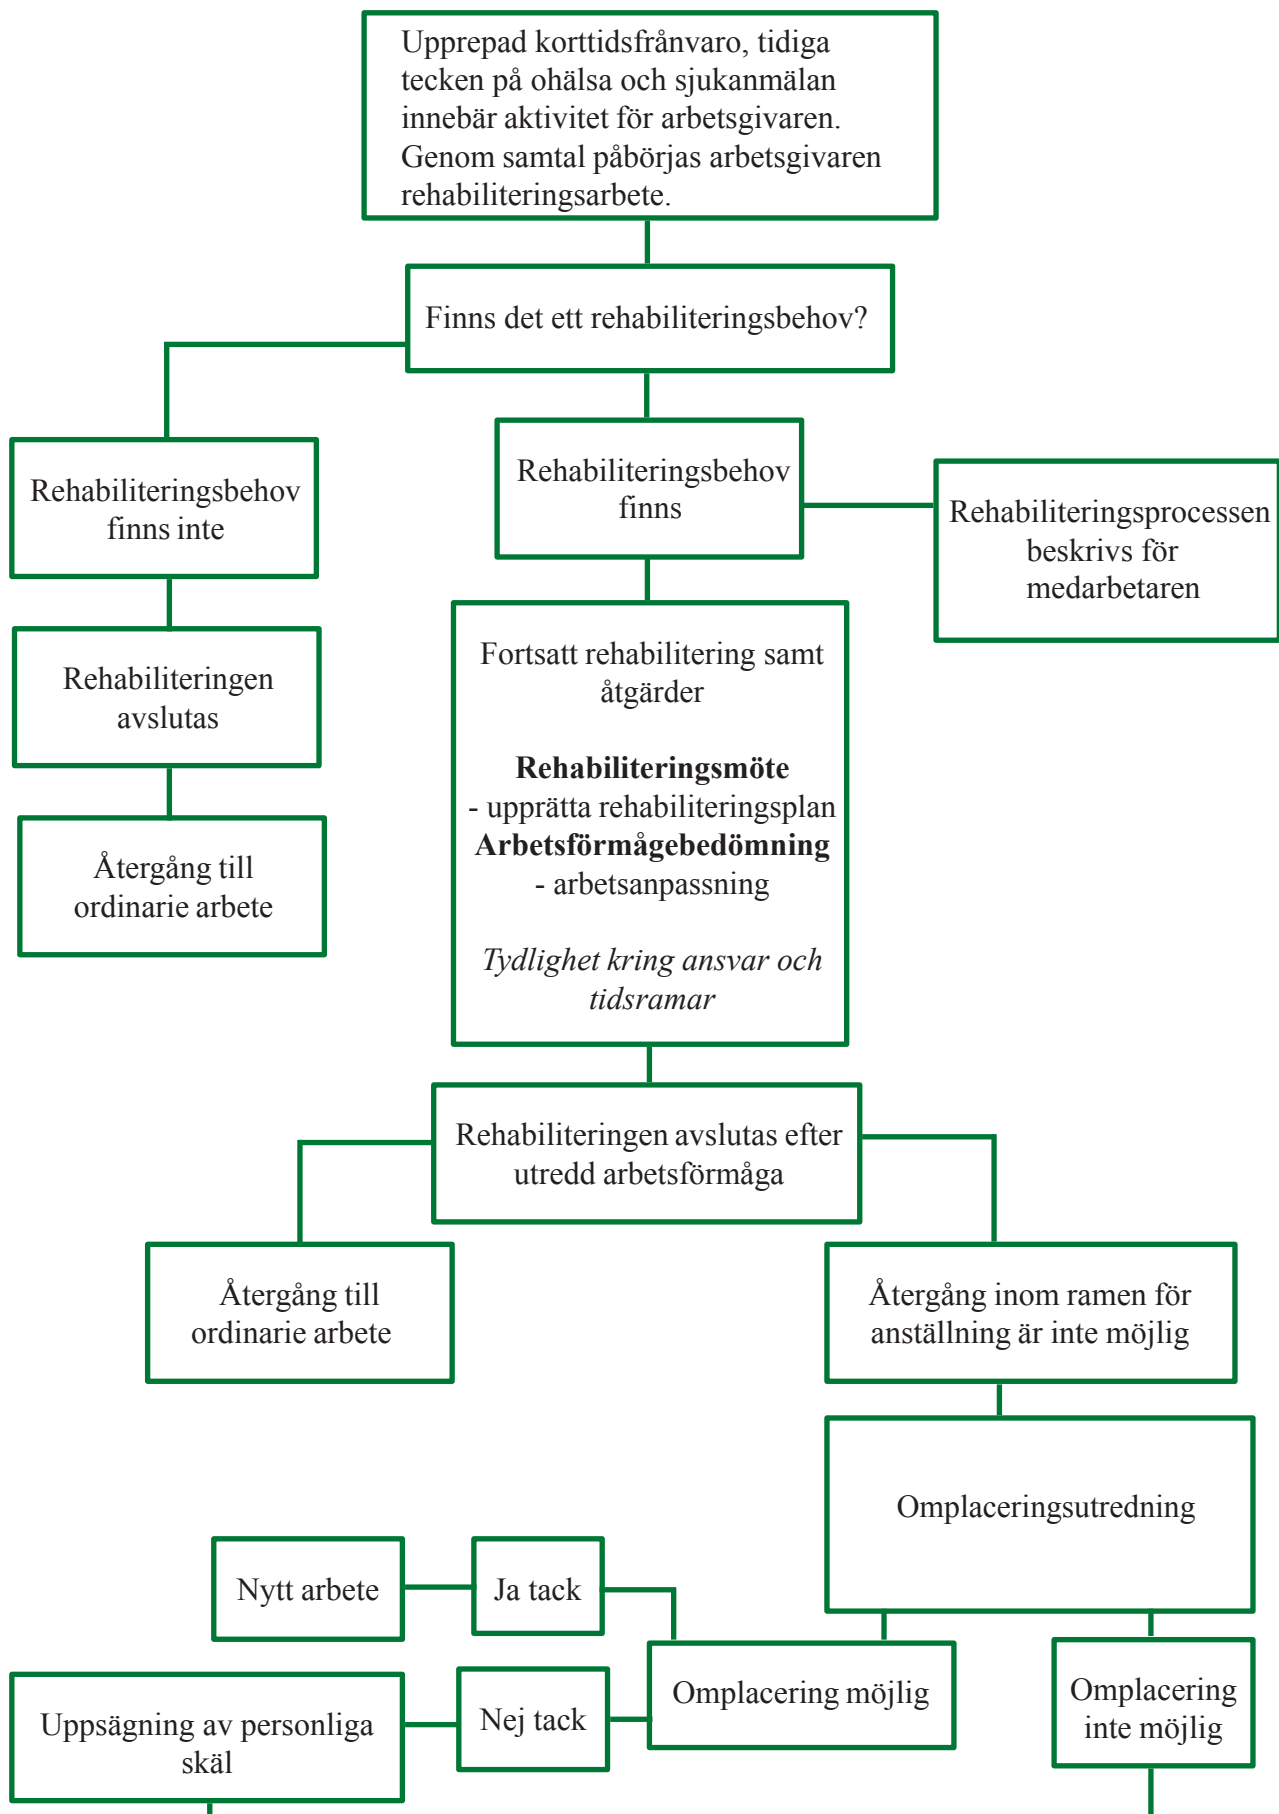 Upprepad korttidsfrånvaro, tidiga
tecken på ohälsa och sjukanmälan
innebär aktivitet för arbetsgivaren.
Genom samtal påbörjas arbetsgivaren
rehabiliteringsarbete.
Finns det ett rehabiliteringsbehov?
Rehabiliteringsbehov
finns inte
Rehabiliteringsbehov
finns
Rehabiliteringsprocessen
beskrivs för
medarbetaren
Rehabiliteringen
avslutas
Återgång till
ordinarie arbete
Fortsatt rehabilitering samt
åtgärder
Rehabiliteringsmöte
- upprätta rehabiliteringsplan
Arbetsförmågebedömning
- arbetsanpassning
Tydlighet kring ansvar och
tidsramar
Rehabiliteringen avslutas efter
utredd arbetsförmåga
Återgång till
ordinarie arbete
Återgång inom ramen för
anställning är inte möjlig
Omplaceringsutredning
Nytt arbete
Ja tack
Uppsägning av personliga
skäl
Nej tack
Omplacering möjlig
Omplacering
inte möjlig